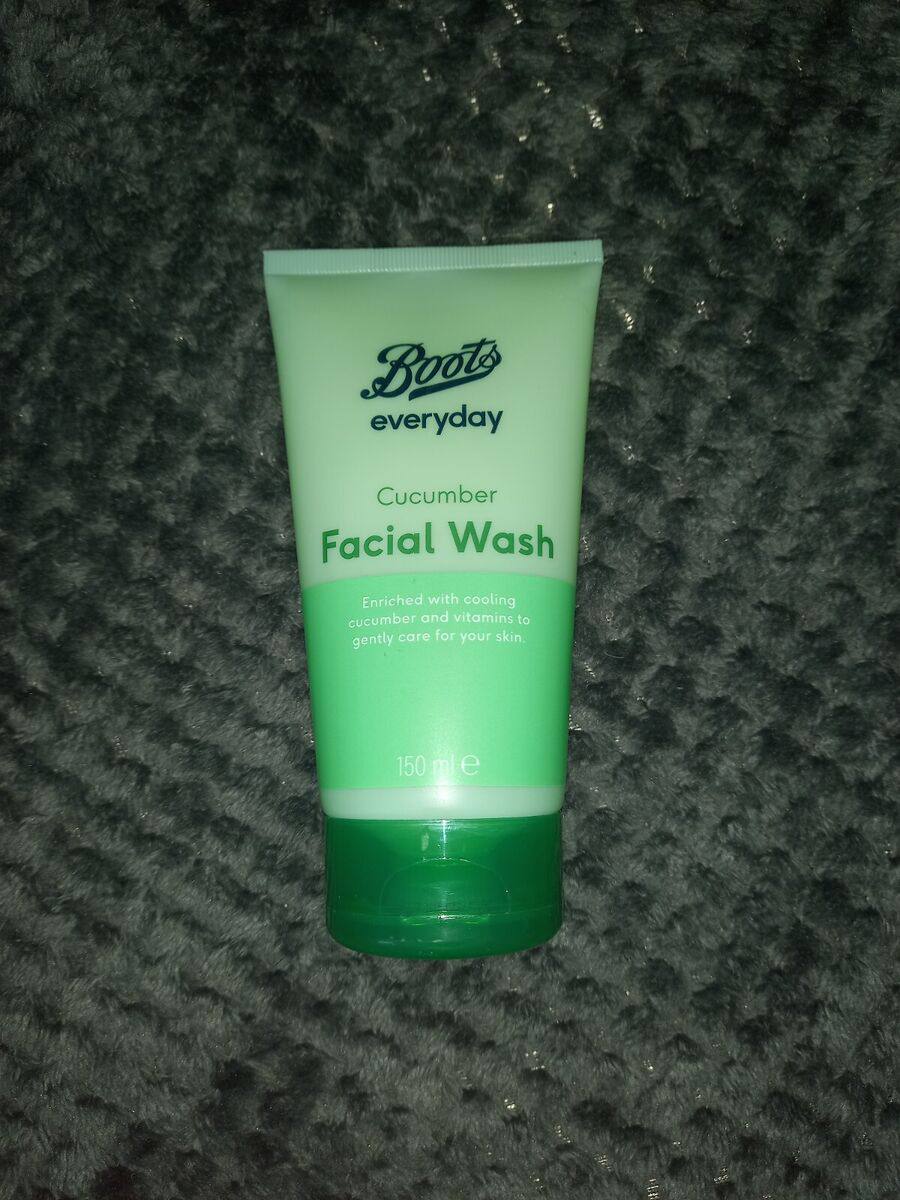 Boots
everyday
Cucumber
Facial Wash
Enriched with cooling
cucumber and vitamins to
gently care for your skin.
150 ml ℮